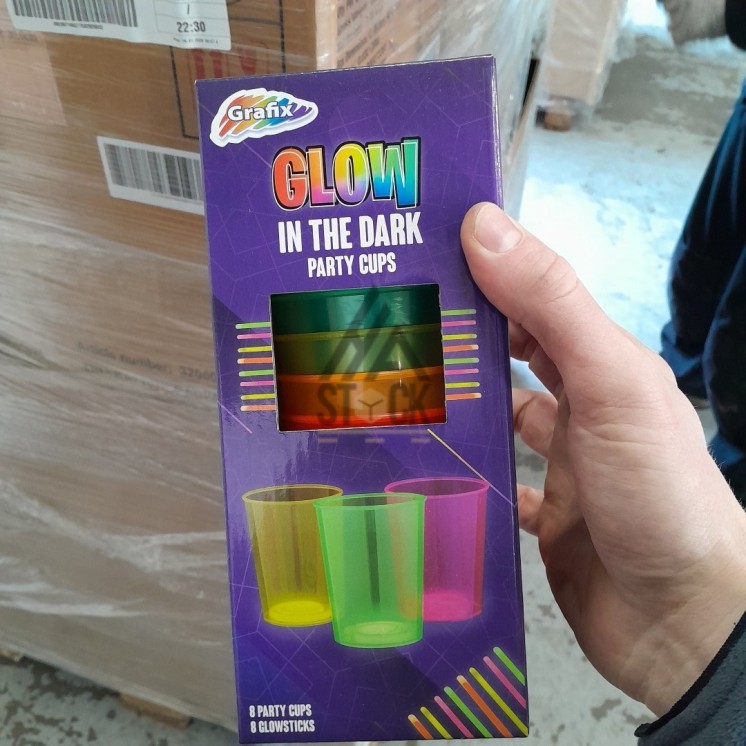 22:30
Grafix
GLOW
IN THE DARK
PARTY CUPS
STOCK
8 PARTY CUPS
8 GLOWSTICKS